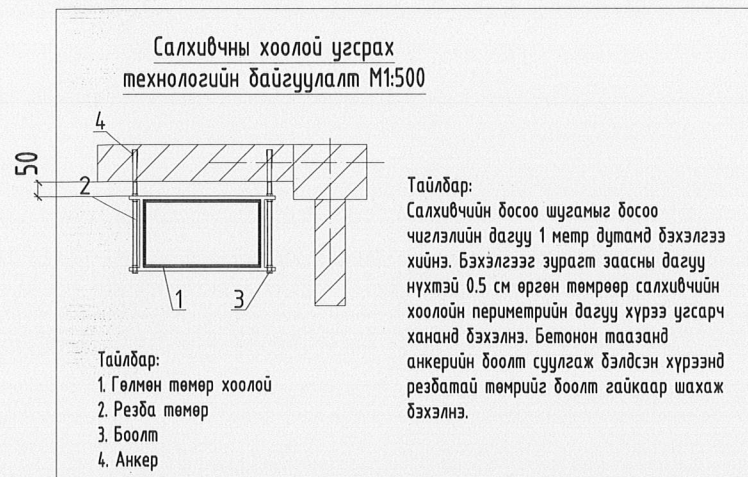 Салхивчны хоолой угсрах
технологийн байгуулалт М1:500
4
50
2
1
3
Тайлбар:
1. Гөлмөн төмөр хоолой
2. Резба төмөр
3. Боолт
4. Анкер
Тайлбар:
Салхивчийн босоо шугамыг босоо
чиглэлийн дагуу 1 метр дутамд бэхэлгээ
хийнэ. Бэхэлгээг зурагт заасны дагуу
нүхтэй 0.5 см өргөн төмрөөр салхивчийн
хоолойн периметрийн дагуу хүрээ угсарч
хананд бэхэлнэ. Бетонон таазанд
анкерийн боолт суулгаж бэлдсэн хүрээнд
резбатай төмрийг боолт гайкаар шахаж
бэхэлнэ.